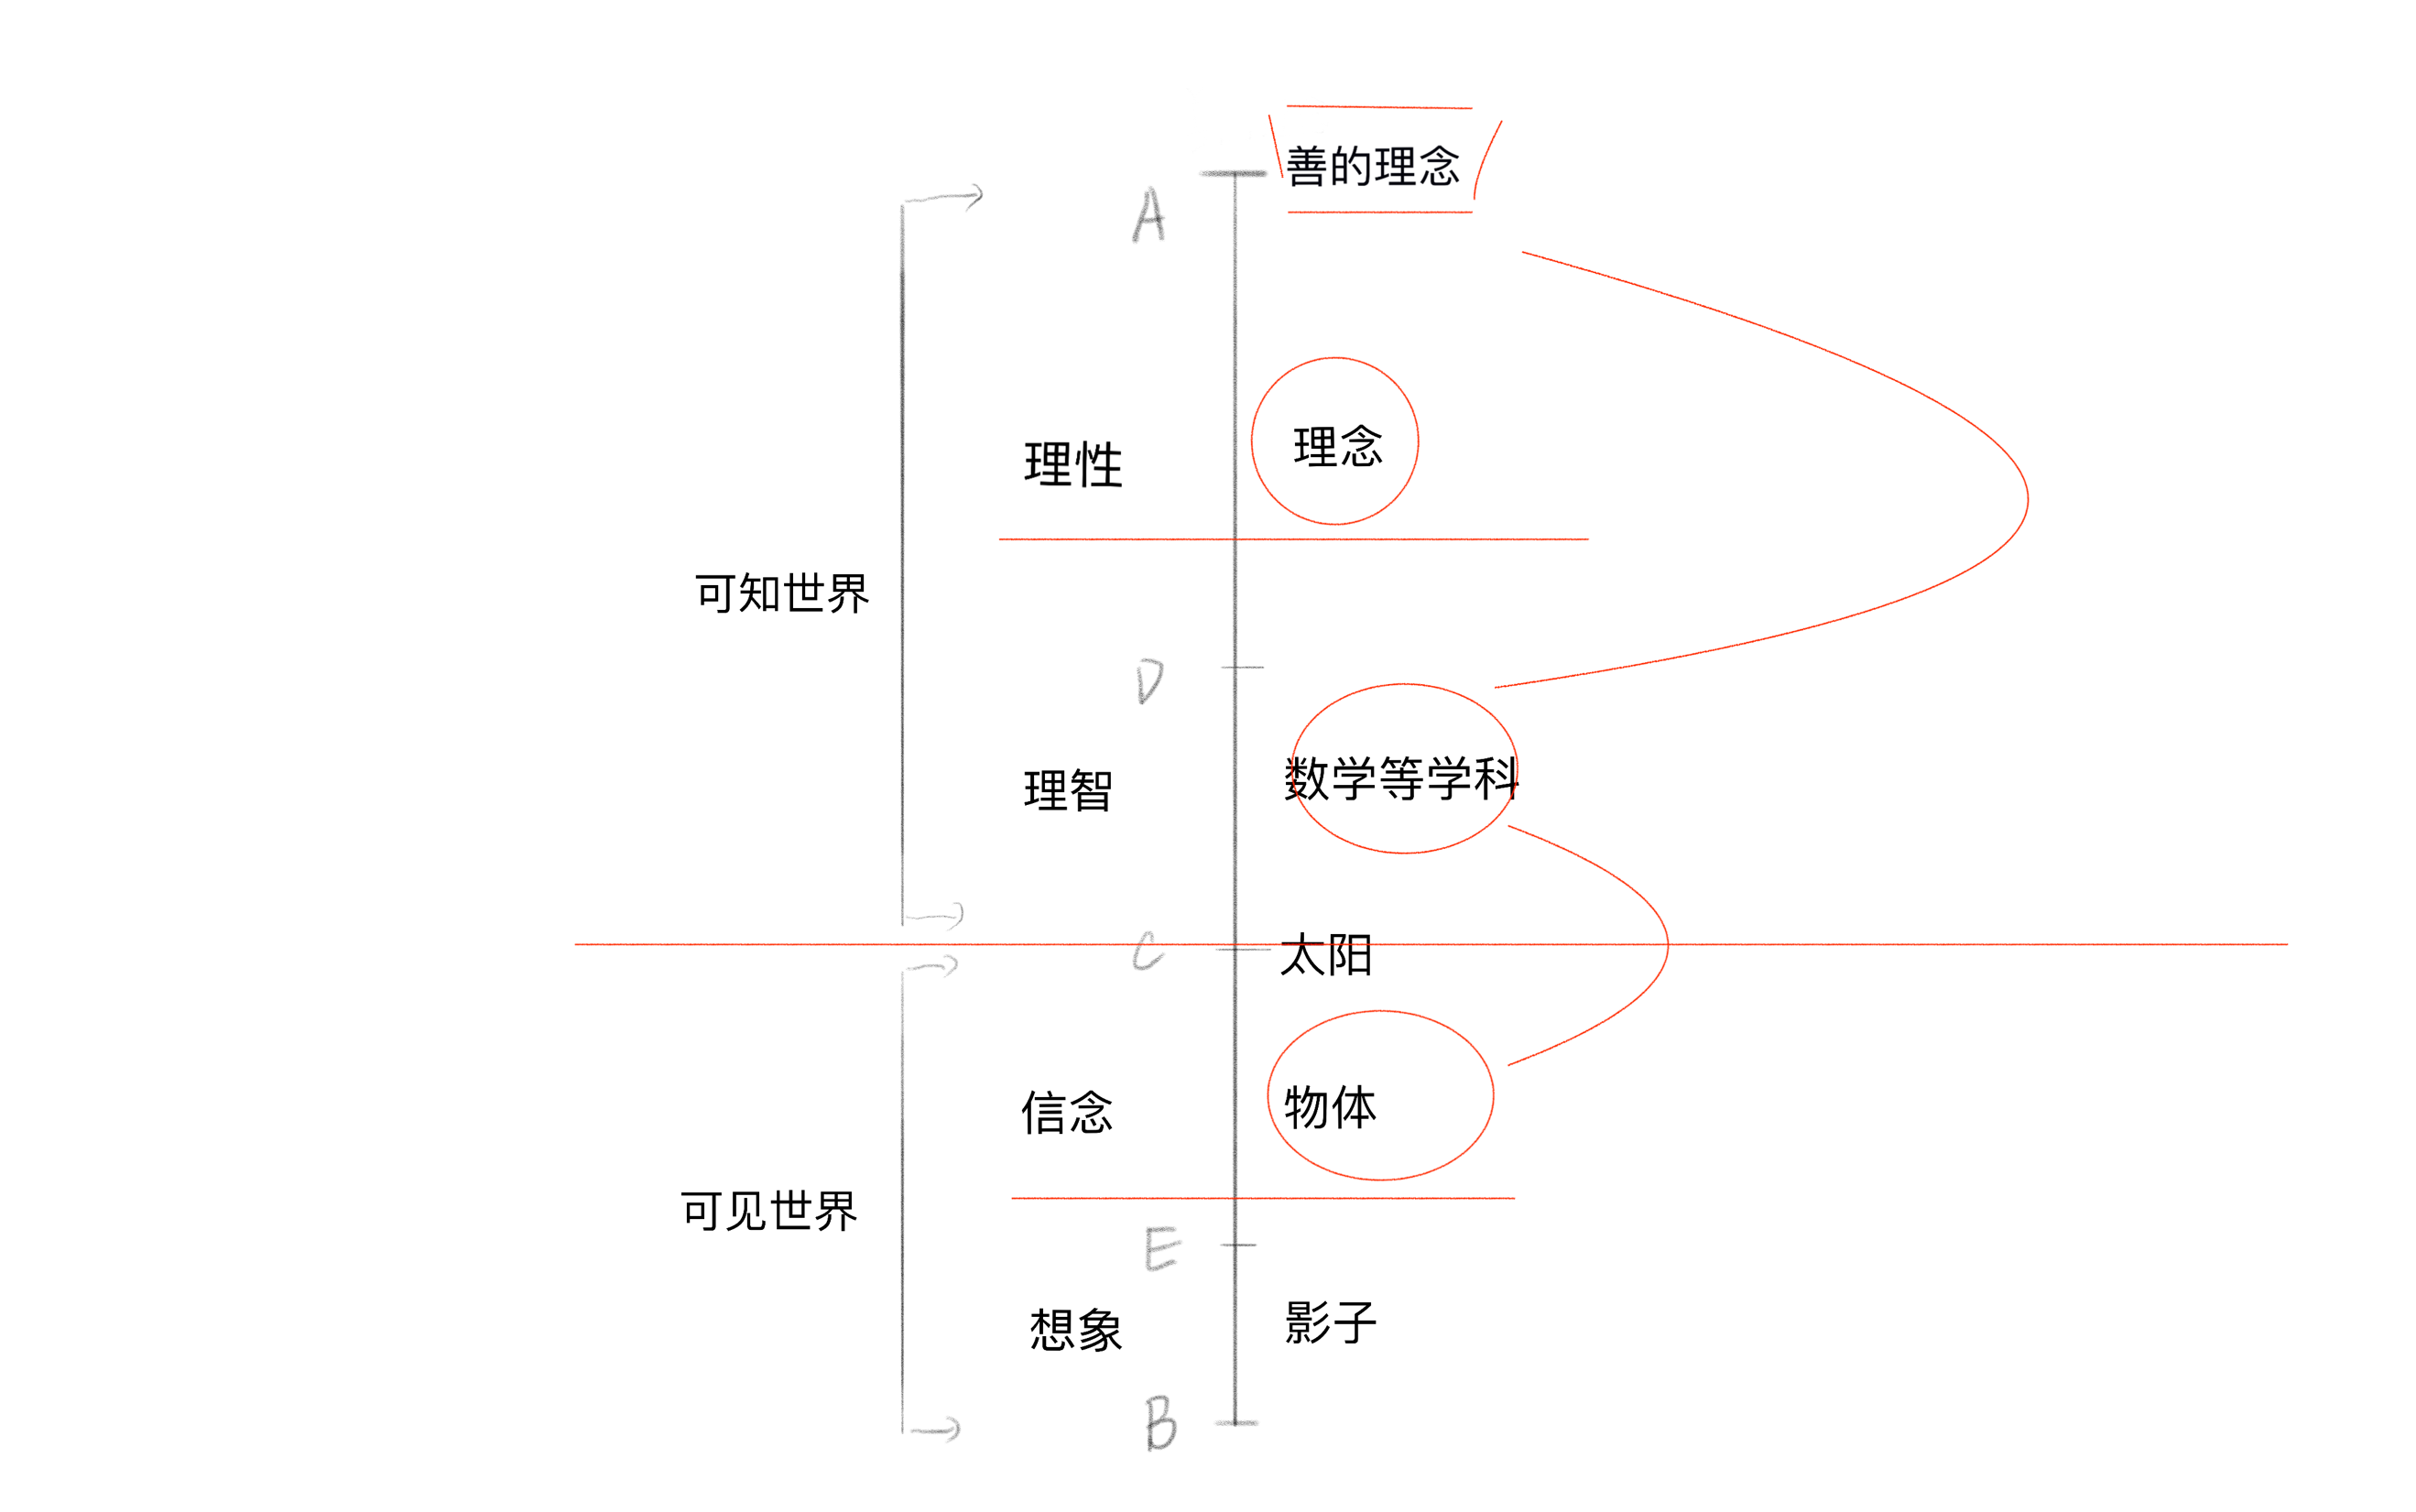 善的理念
A
理性
理念
可知世界
D
理智
数学等学科
C
太阳
信念
物体
可见世界
E
想象
影子
B